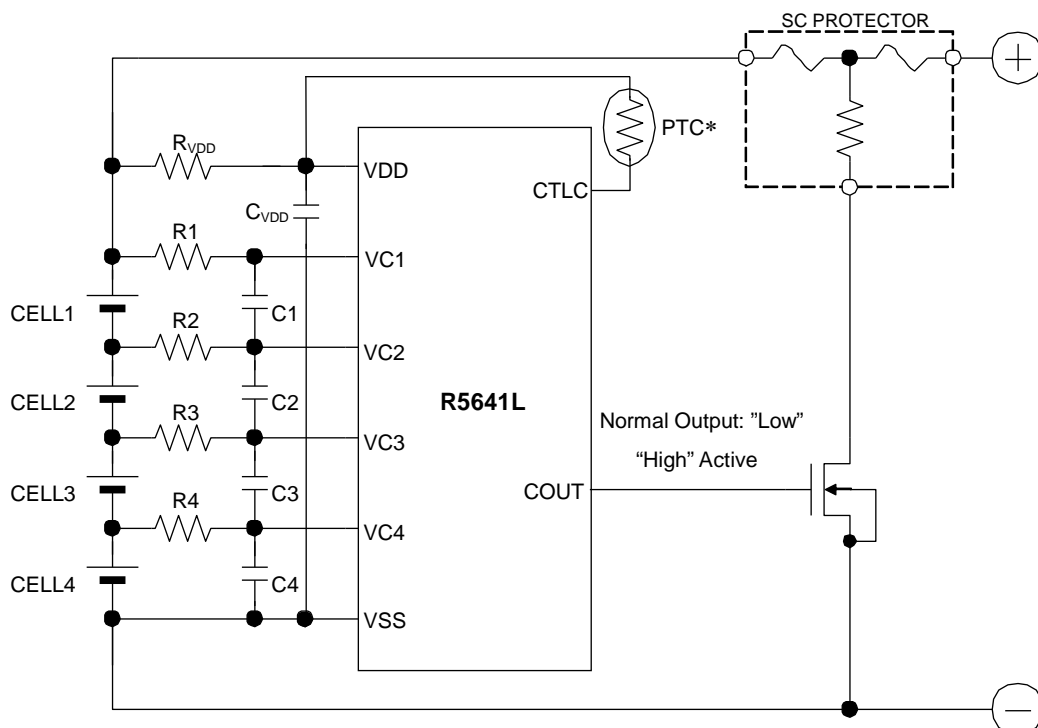 SC PROTECTOR
+
PTC*
RVDD
VDD
CTLC
CVDD
R1
VC1
CELL1
C1
R2
VC2
CELL2
C2
R5641L
R3
VC3
Normal Output: ”Low”
“High” Active
CELL3
C3
COUT
R4
VC4
CELL4
C4
VSS
−